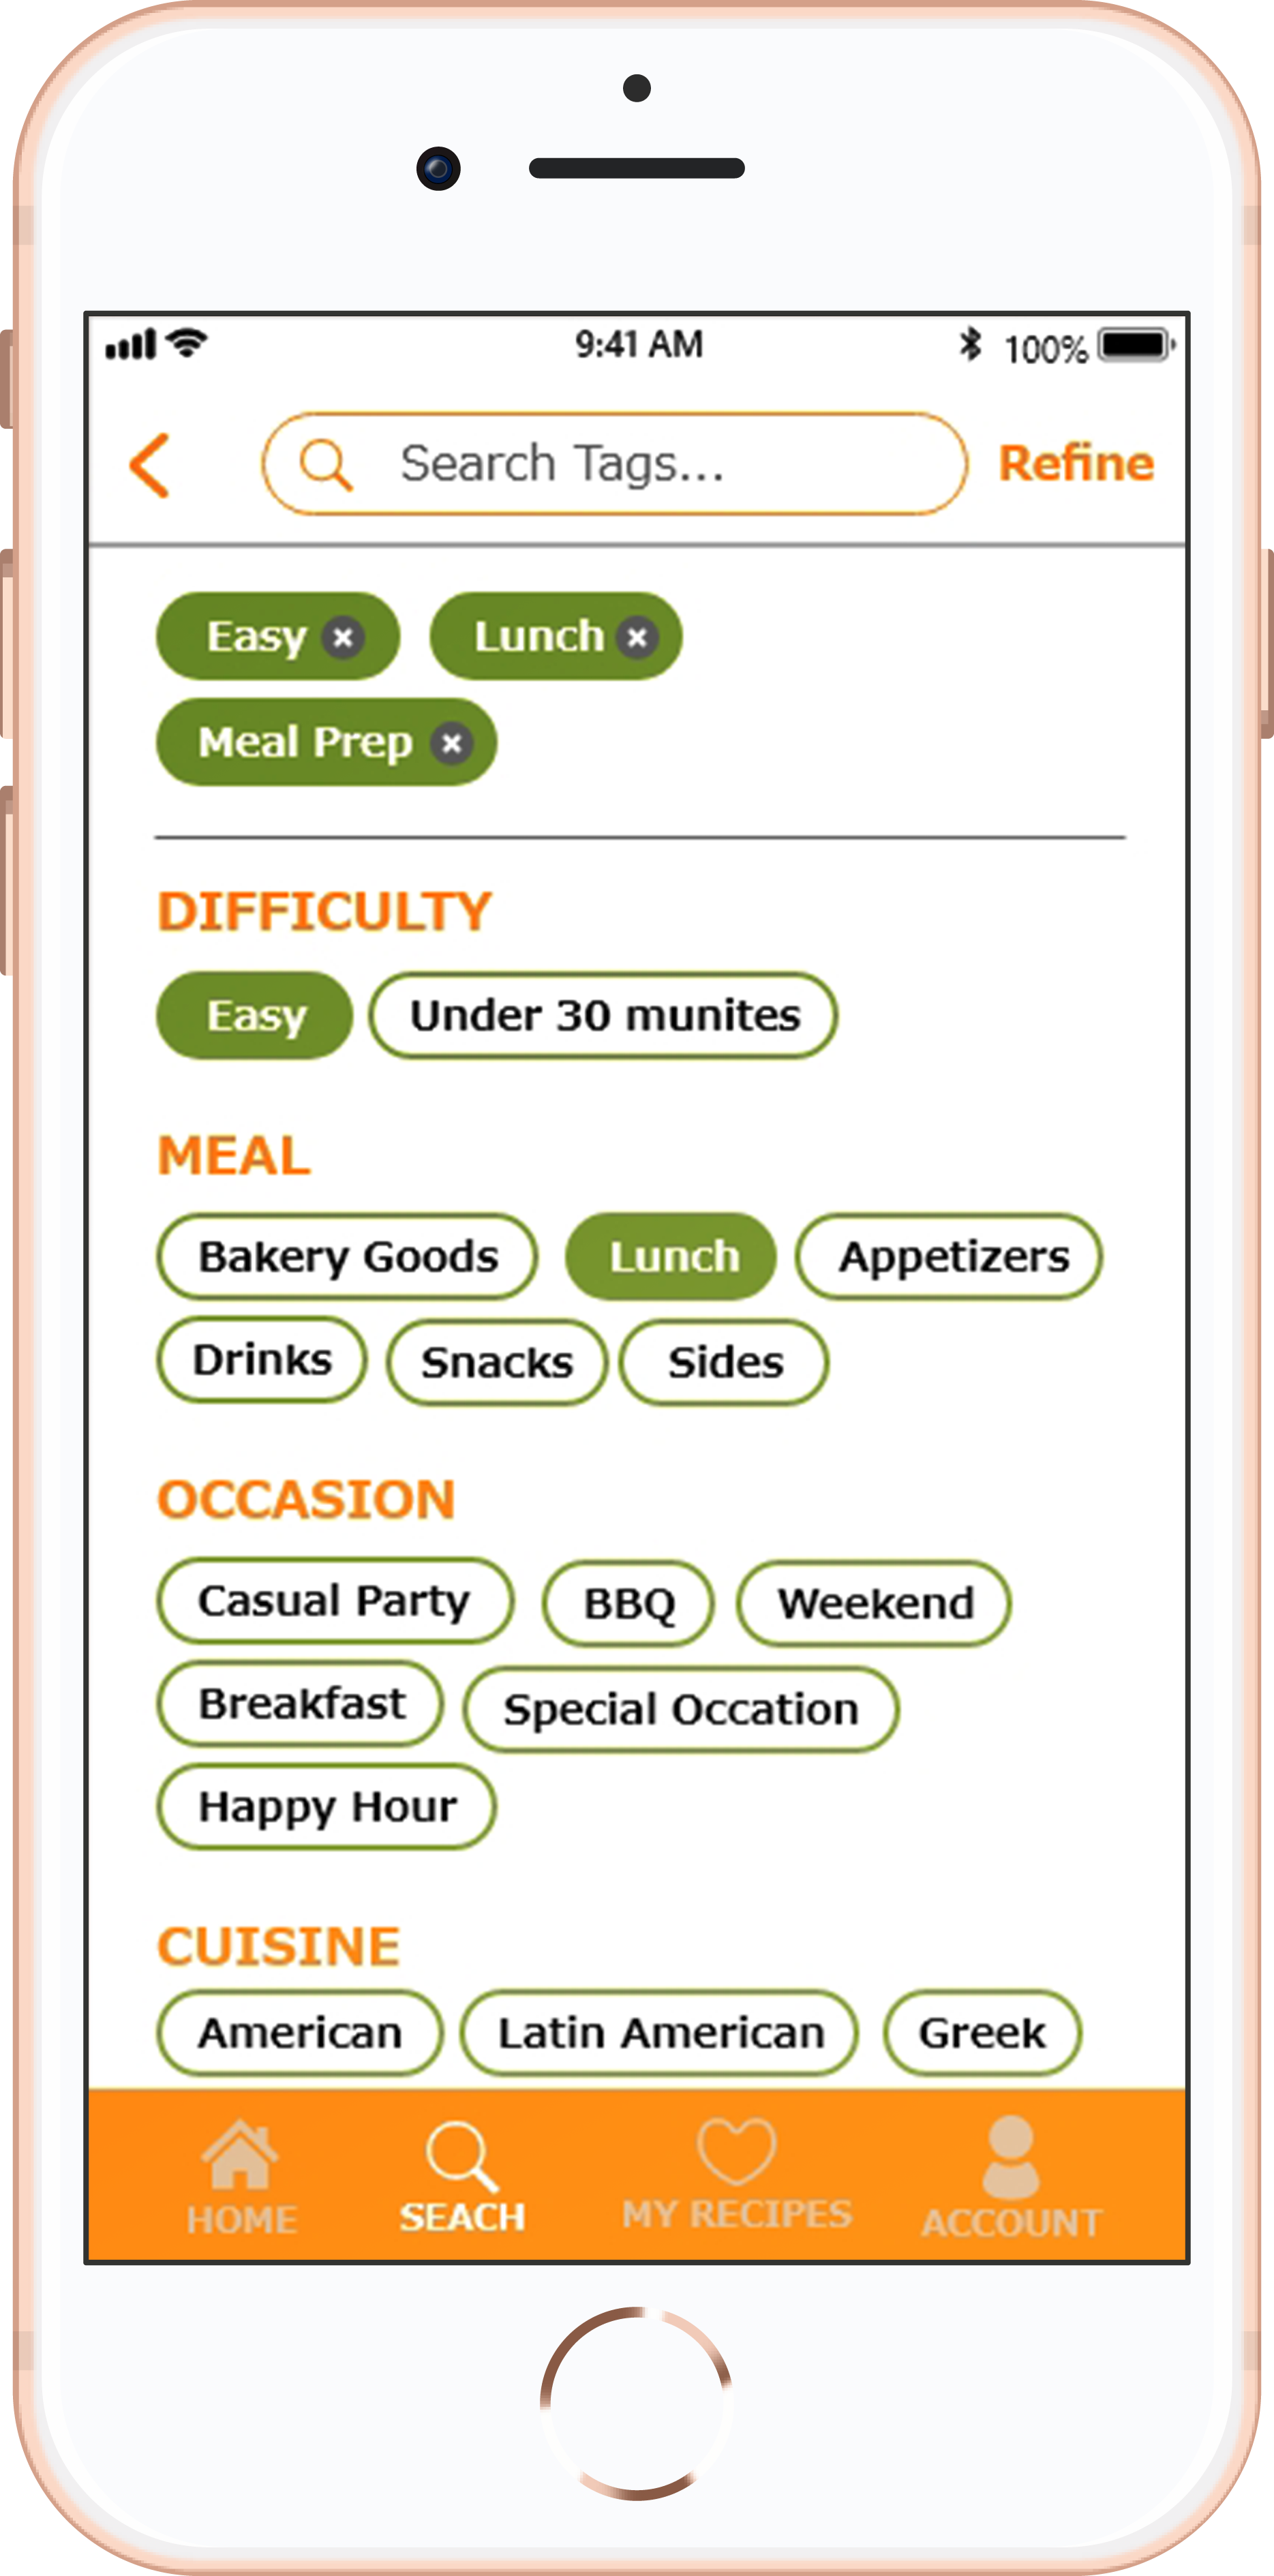 9:41 AM 100%
Search Tags... Refine
Easy Lunch
Meal Prep
DIFFICULTY
Easy Under 30 munites
MEAL
Bakery Goods Lunch Appetizers
Drinks Snacks Sides
OCCASION
Casual Party BBQ Weekend
Breakfast Special Occation
Happy Hour
CUISINE
American Latin American Greek
HOME SEACH MY RECIPES ACCOUNT